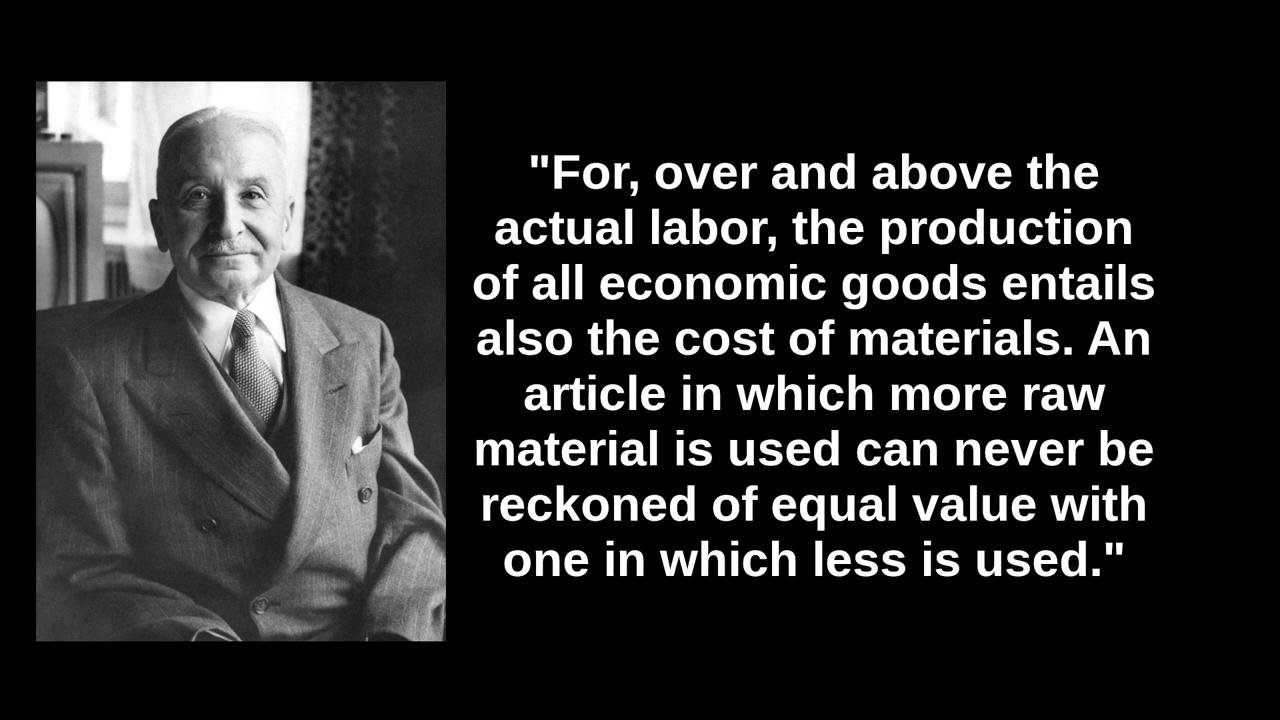 "For, over and above the
actual labor, the production
of all economic goods entails
also the cost of materials. An
article in which more raw
material is used can never be
reckoned of equal value with
one in which less is used."